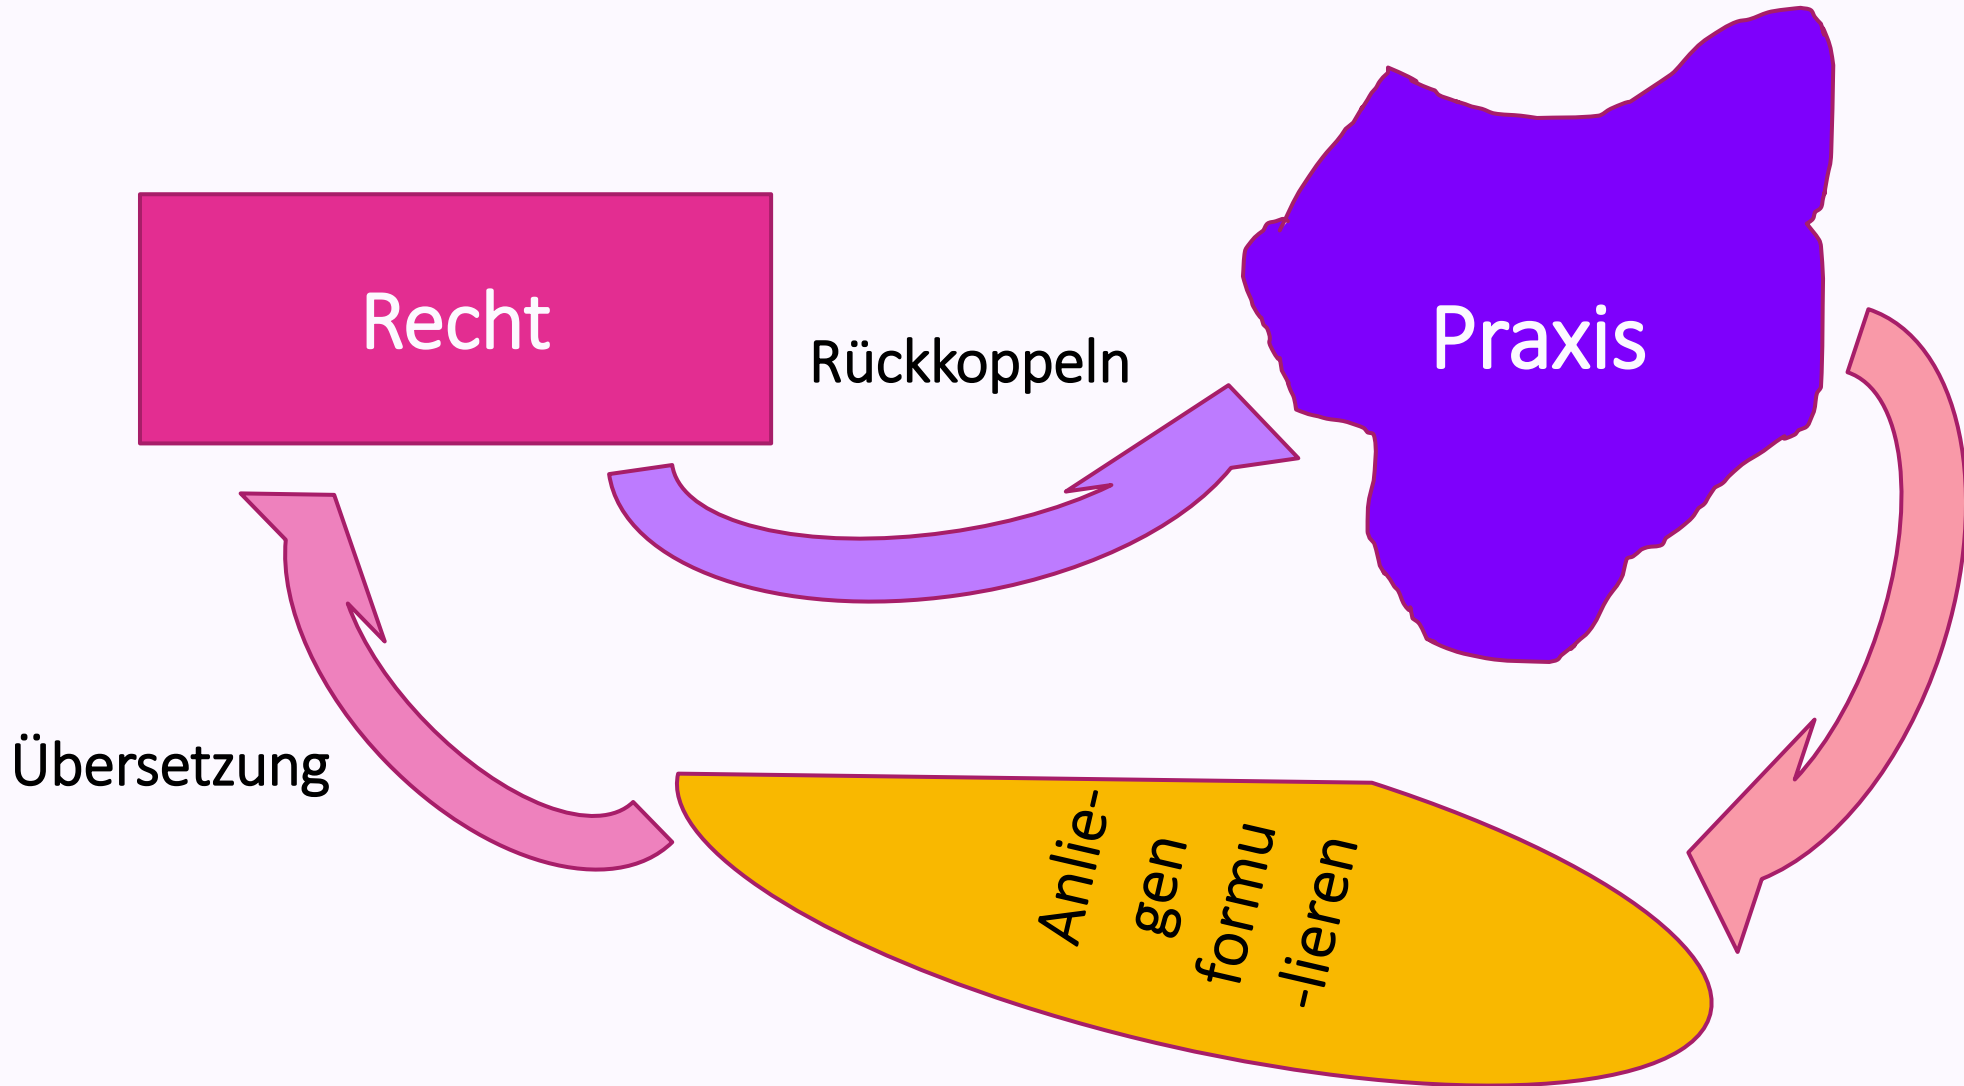 Recht
Rückkoppeln
Praxis
Übersetzung
Anlie-
gen
formu
-lieren